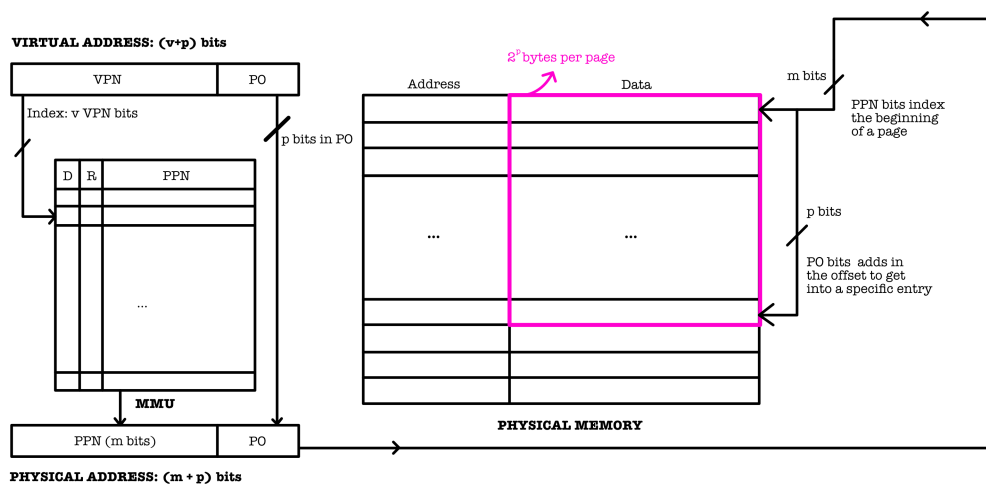 VIRTUAL ADDRESS: (v+p) bits
VPN
PO
Index: v VPN bits
p bits in PO
D
R
PPN
...
MMU
PPN (m bits)
PO
PHYSICAL ADDRESS: (m + p) bits
2^p bytes per page
Address
Data
...
...
PHYSICAL MEMORY
m bits
PPN bits index
the beginning
of a page
p bits
PO bits adds in
the offset to get
into a specific entry